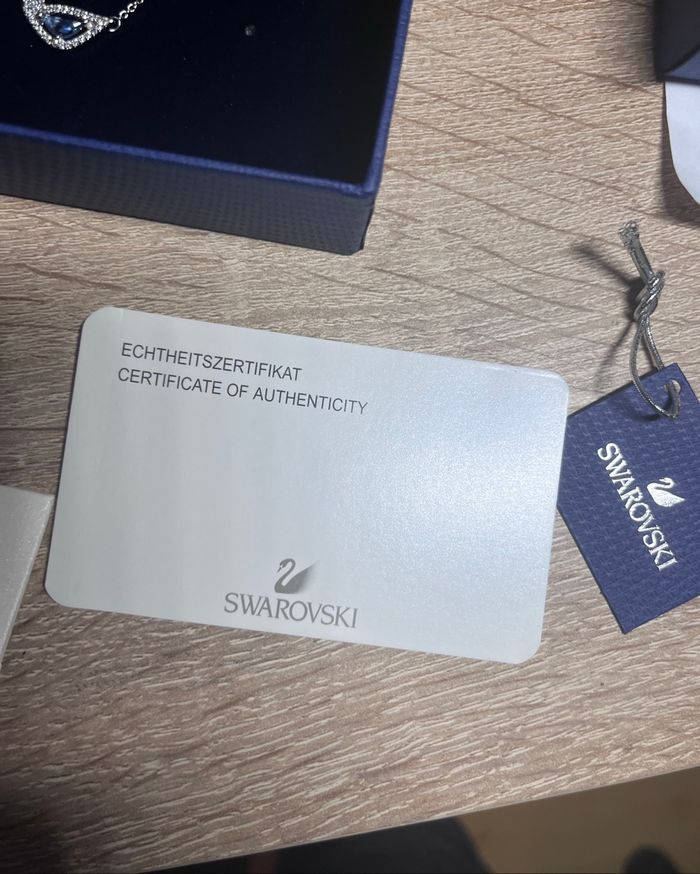 ECHTHEITSZERTIFIKAT
CERTIFICATE OF AUTHENTICITY
SWAROVSKI
SWAROVSKI